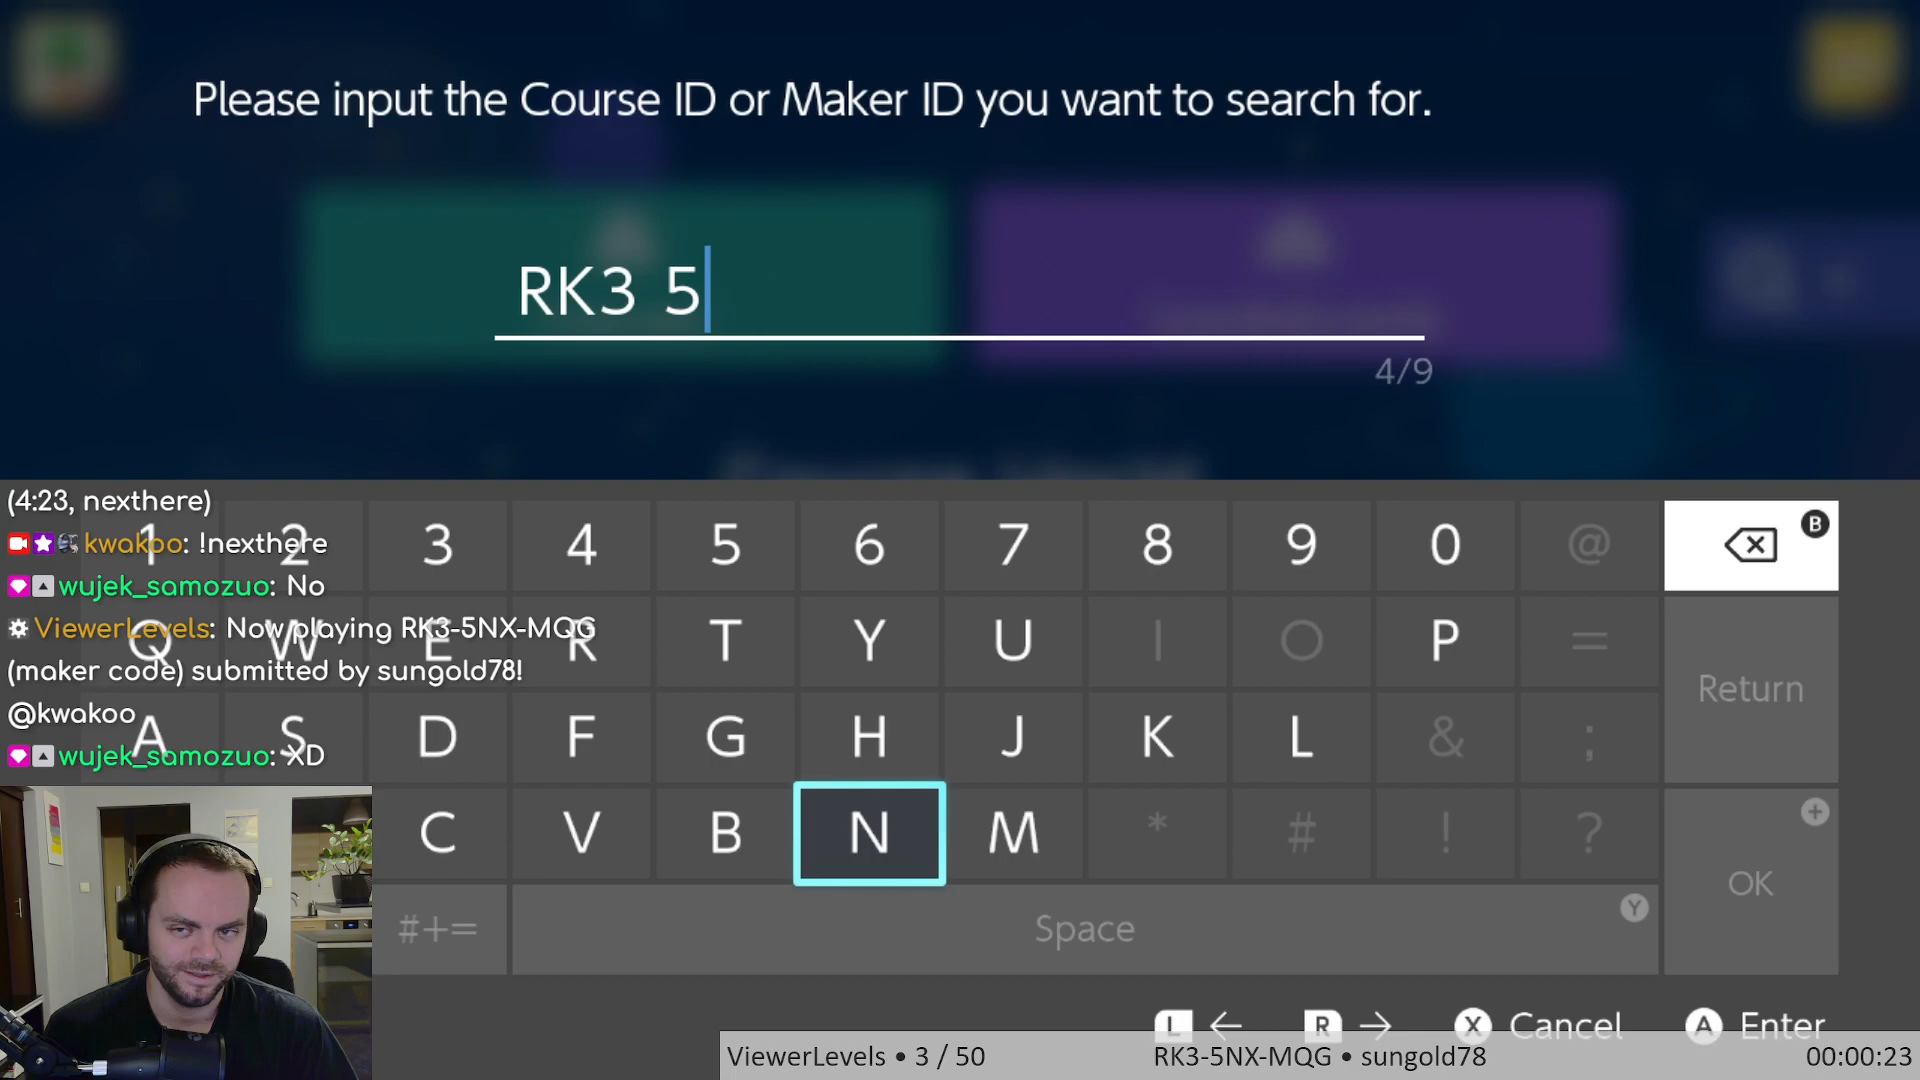 Please input the Course ID or Maker ID you want to search for.
RK3 5
4/9
(4:23, nexthere)
kwakoo: !nexthere
wujek_samozuo: No
ViewerLevels: Now playing RK3-5NX-MQG
(maker code) submitted by sungold78!
@kwakoo
wujek_samozuo: XD
1 2 3 4 5 6 7 8 9 0 @ B
Q W E R T Y U I O P =
Return
A S D F G H J K L & ;
C V B N M * # ! ?
+
OK
#+= Space Y
L ← R → X Cancel A Enter
ViewerLevels • 3 / 50 RK3-5NX-MQG • sungold78 00:00:23